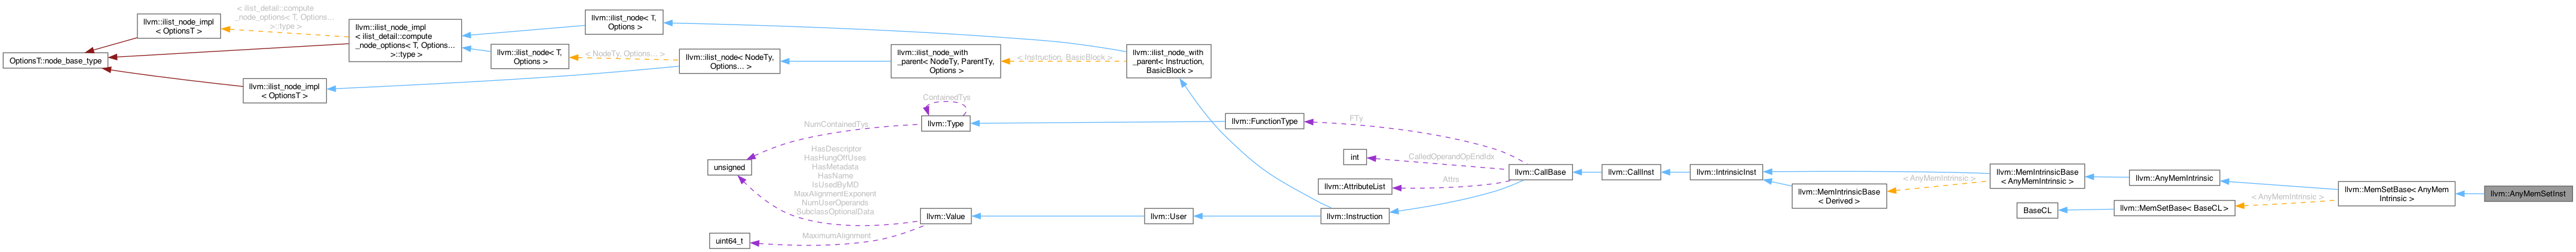 OptionsT::node_base_type
llvm::ilist_node_impl
< OptionsT >
< ilist_detail::compute
_node_options< T, Options...
>::type >
llvm::ilist_node_impl
< OptionsT >
llvm::ilist_node_impl
< ilist_detail::compute
_node_options< T, Options...
>::type >
llvm::ilist_node< T,
Options >
llvm::ilist_node< T,
Options >
< NodeTy, Options... >
llvm::ilist_node< NodeTy,
Options... >
llvm::ilist_node_with
_parent< NodeTy, ParentTy,
Options >
< Instruction, BasicBlock >
llvm::ilist_node_with
_parent< Instruction,
BasicBlock >
ContainedTys
llvm::Type
NumContainedTys
unsigned
HasDescriptor
HasHungOffUses
HasMetadata
HasName
IsUsedByMD
MaxAlignmentExponent
NumUserOperands
SubclassOptionalData
llvm::Value
uint64_t
MaximumAlignment
llvm::User
llvm::FunctionType
FTy
int
CalledOperandOpEndIdx
llvm::AttributeList
Attrs
llvm::Instruction
llvm::CallBase
llvm::CallInst
llvm::IntrinsicInst
llvm::MemIntrinsicBase
< Derived >
< AnyMemIntrinsic >
llvm::MemIntrinsicBase
< AnyMemIntrinsic >
llvm::AnyMemIntrinsic
BaseCL
llvm::MemSetBase< BaseCL >
< AnyMemIntrinsic >
llvm::MemSetBase< AnyMem
Intrinsic >
llvm::AnyMemSetInst